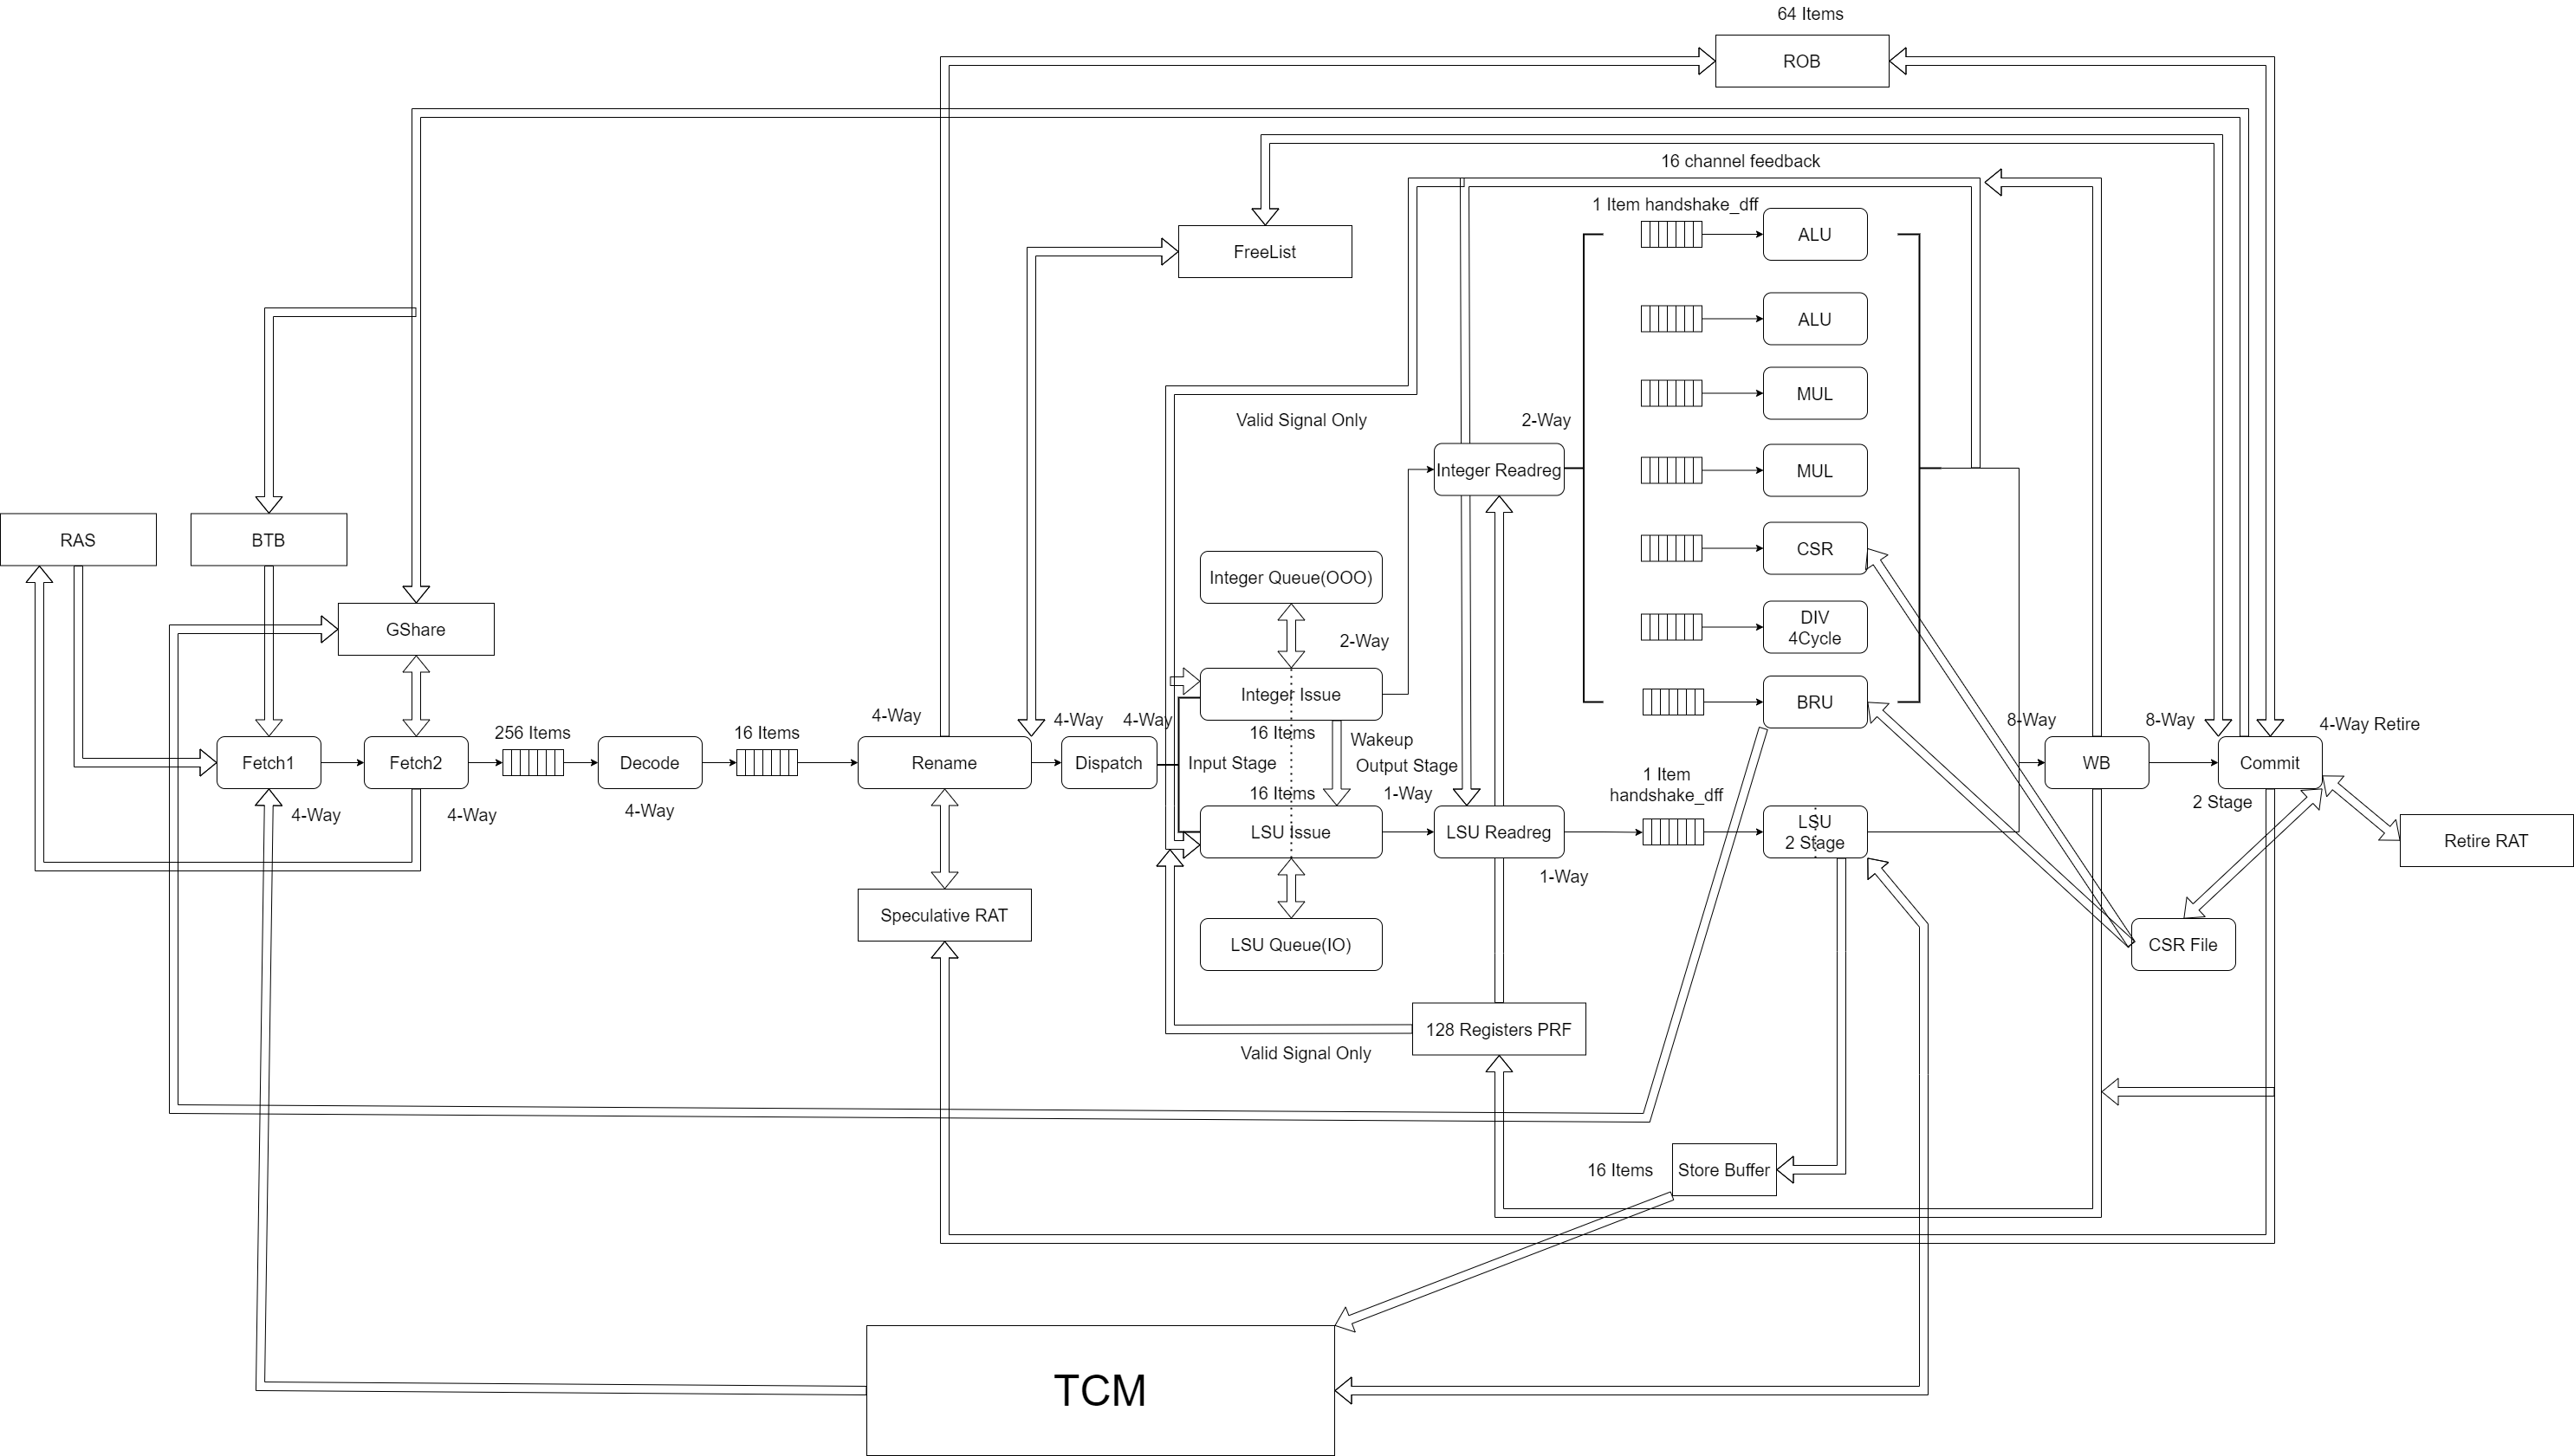 64 Items
ROB
16 channel feedback
1 Item handshake_dff
ALU
FreeList
ALU
MUL
Valid Signal Only
2-Way
Integer Readreg
MUL
RAS
BTB
CSR
Integer Queue(OOO)
GShare
2-Way
DIV
4Cycle
Integer Issue
BRU
4-Way
4-Way
4-Way
8-Way
8-Way
4-Way Retire
256 Items
16 Items
16 Items
Wakeup
Fetch1
Fetch2
Decode
Rename
Dispatch
Input Stage
Output Stage
WB
Commit
1 Item
handshake_dff
16 Items
1-Way
2 Stage
4-Way
4-Way
4-Way
LSU Issue
LSU Readreg
LSU
2 Stage
Retire RAT
1-Way
Speculative RAT
LSU Queue(IO)
CSR File
128 Registers PRF
Valid Signal Only
16 Items
Store Buffer
TCM